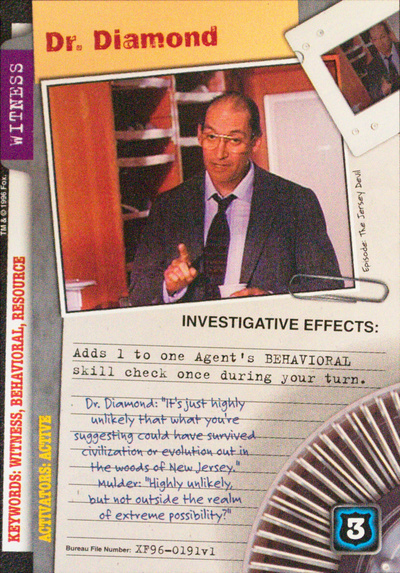 Dr. Diamond
WITNESS
TM & © 1996 Fox.
Episode: The Jersey Devil
KEYWORDS: WITNESS, BEHAVIORAL, RESOURCE
ACTIVATORS: ACTIVE
INVESTIGATIVE EFFECTS:
Adds 1 to one Agent's BEHAVIORAL
skill check once during your turn.
Dr. Diamond: "It's just highly
unlikely that what you're
suggesting could have survived
civilization or evolution out in
the woods of New Jersey."
Mulder: "Highly unlikely,
but not outside the realm
of extreme possibility?"
Bureau File Number: XF96-0191v1
3